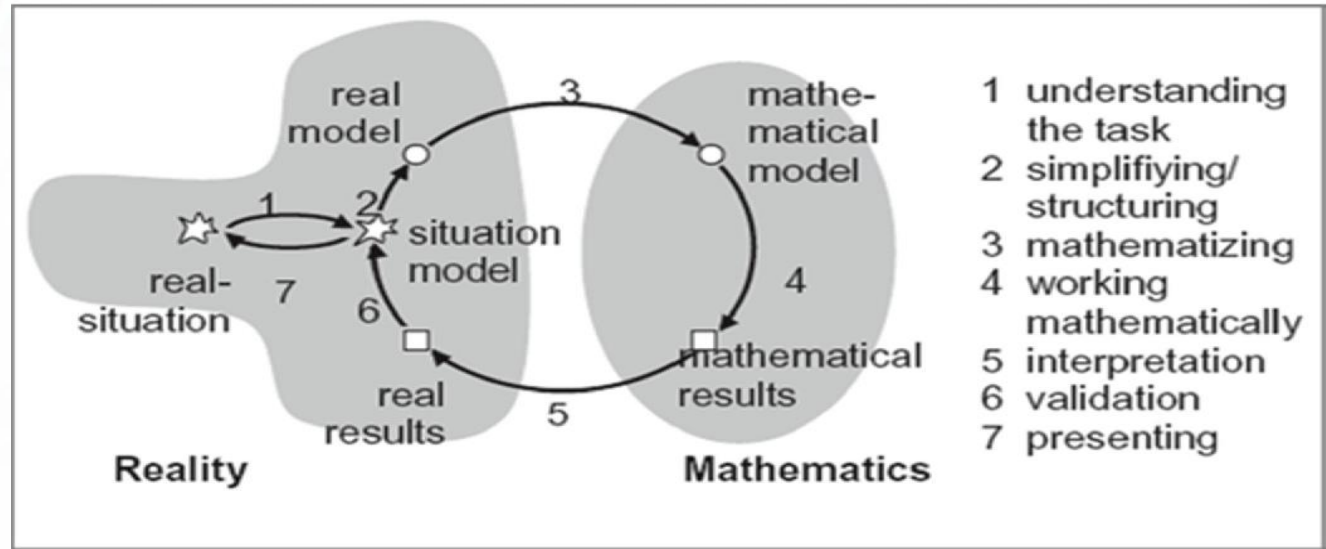 real
model
3
mathe-
matical
model
1
2
situation
model
real-
situation
7
6
4
real
results
5
mathematical
results
Reality
Mathematics
1 understanding
the task
2 simplifiying/
structuring
3 mathematizing
4 working
mathematically
5 interpretation
6 validation
7 presenting